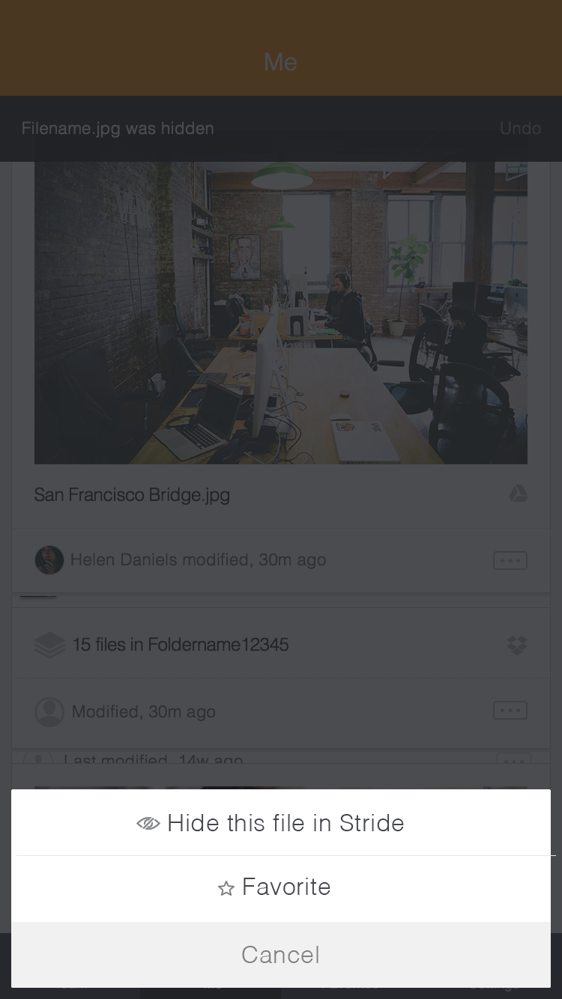 Me
Filename.jpg was hidden
Undo
San Francisco Bridge.jpg
Helen Daniels modified, 30m ago
15 files in Foldername12345
Modified, 30m ago
Last modified, 14w ago
Hide this file in Stride
Favorite
Cancel